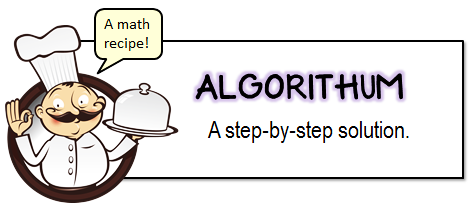 A math
recipe!
ALGORITHUM
A step-by-step solution.